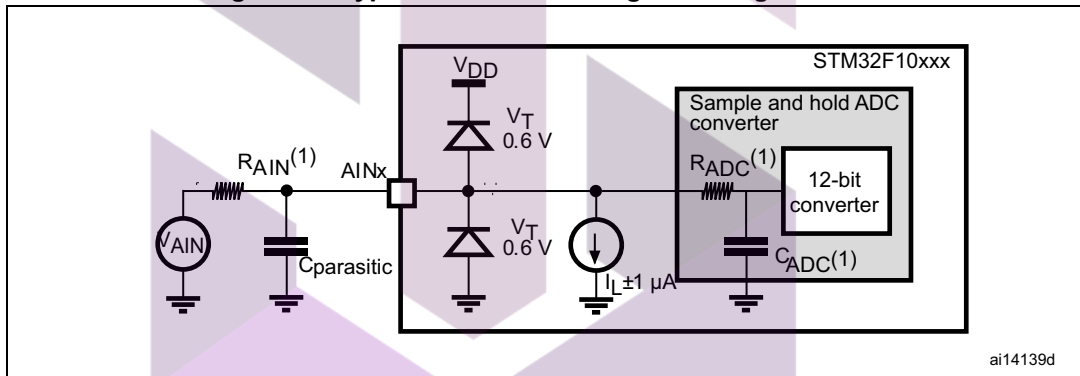 STM32F10xxx
VDD
Sample and hold ADC
converter
VT
0.6 V
RAIN(1)
AINx
RADC(1)
12-bit
converter
VAIN
Cparasitic
VT
0.6 V
IL±1 µA
CADC(1)
ai14139d